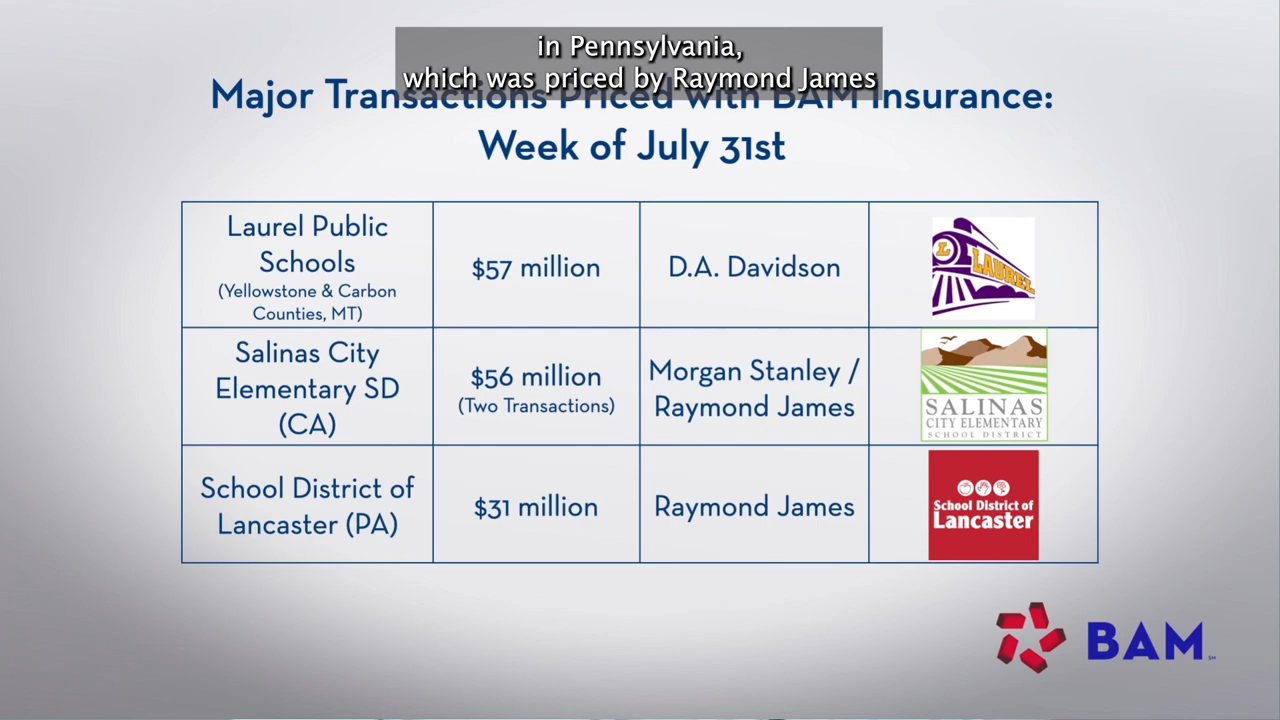 in Pennsylvania,
which was priced by Raymond James
Major Transactions Priced with BAM Insurance:
Week of July 31st
Laurel Public
Schools
(Yellowstone & Carbon
Counties, MT)
$57 million
D.A. Davidson
L
LAUREL
Salinas City
Elementary SD
(CA)
$56 million
(Two Transactions)
Morgan Stanley /
Raymond James
SALINAS
CITY ELEMENTARY
SCHOOL DISTRICT
School District of
Lancaster (PA)
$31 million
Raymond James
School District of
Lancaster
BAM
SM